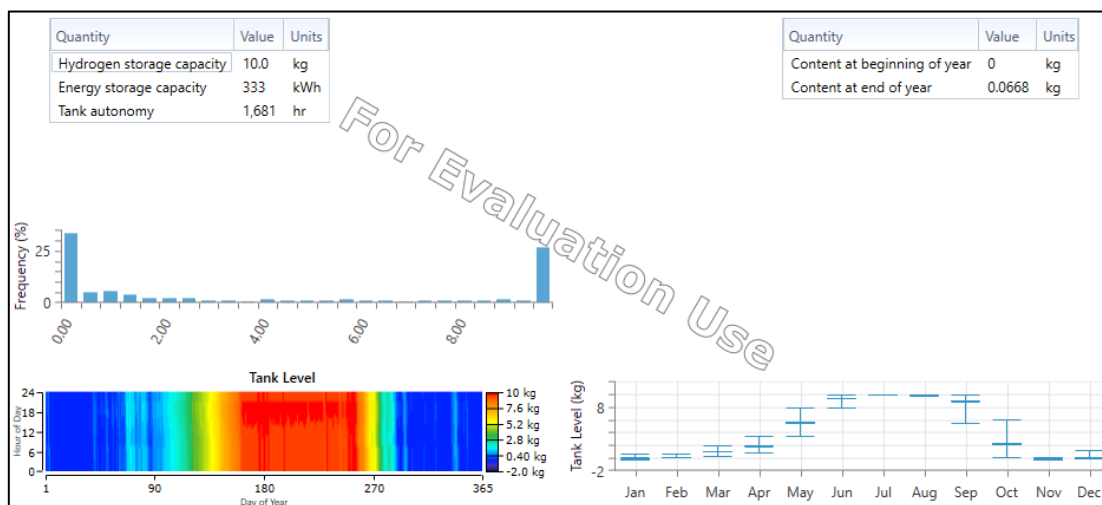 Quantity Value Units
Hydrogen storage capacity 10.0 kg
Energy storage capacity 333 kWh
Tank autonomy 1,681 hr
Quantity Value Units
Content at beginning of year 0 kg
Content at end of year 0.0668 kg
For Evaluation Use
Frequency (%)
25
0
0.00 2.00 4.00 6.00 8.00
Tank Level
Hour of Day
24
18
12
6
0
1 90 180 270 365
Day of Year
10 kg
7.6 kg
5.2 kg
2.8 kg
0.40 kg
-2.0 kg
Tank Level (kg)
8
-2
Jan Feb Mar Apr May Jun Jul Aug Sep Oct Nov Dec